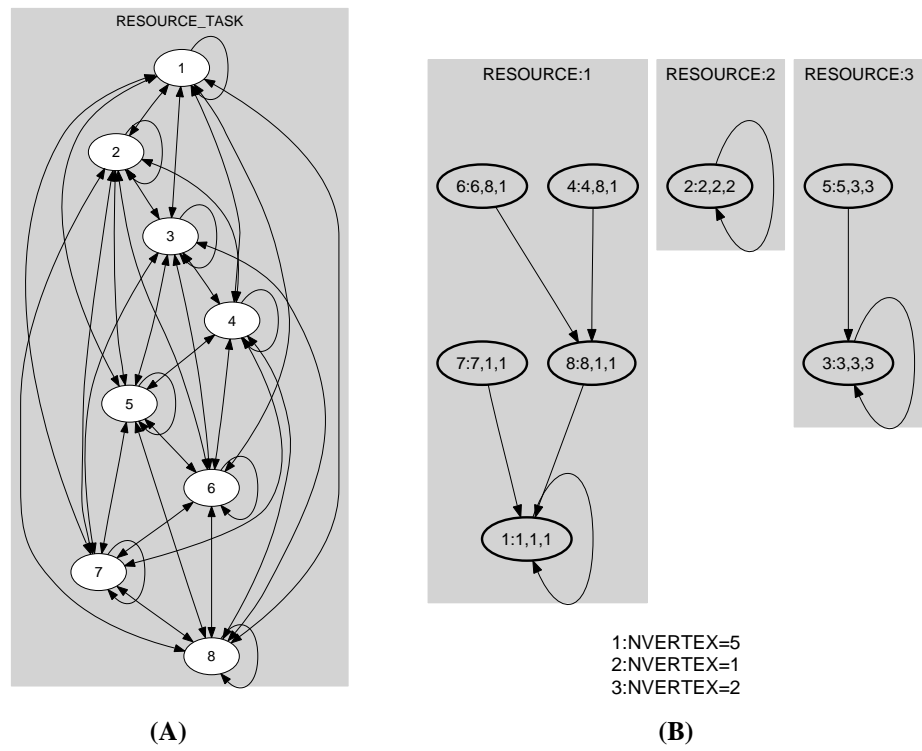 RESOURCE_TASK
1
2
3
4
5
6
7
8
(A)
RESOURCE:1
6:6,8,1
4:4,8,1
7:7,1,1
8:8,1,1
1:1,1,1
RESOURCE:2
2:2,2,2
RESOURCE:3
5:5,3,3
3:3,3,3
1:NVERTEX=5
2:NVERTEX=1
3:NVERTEX=2
(B)